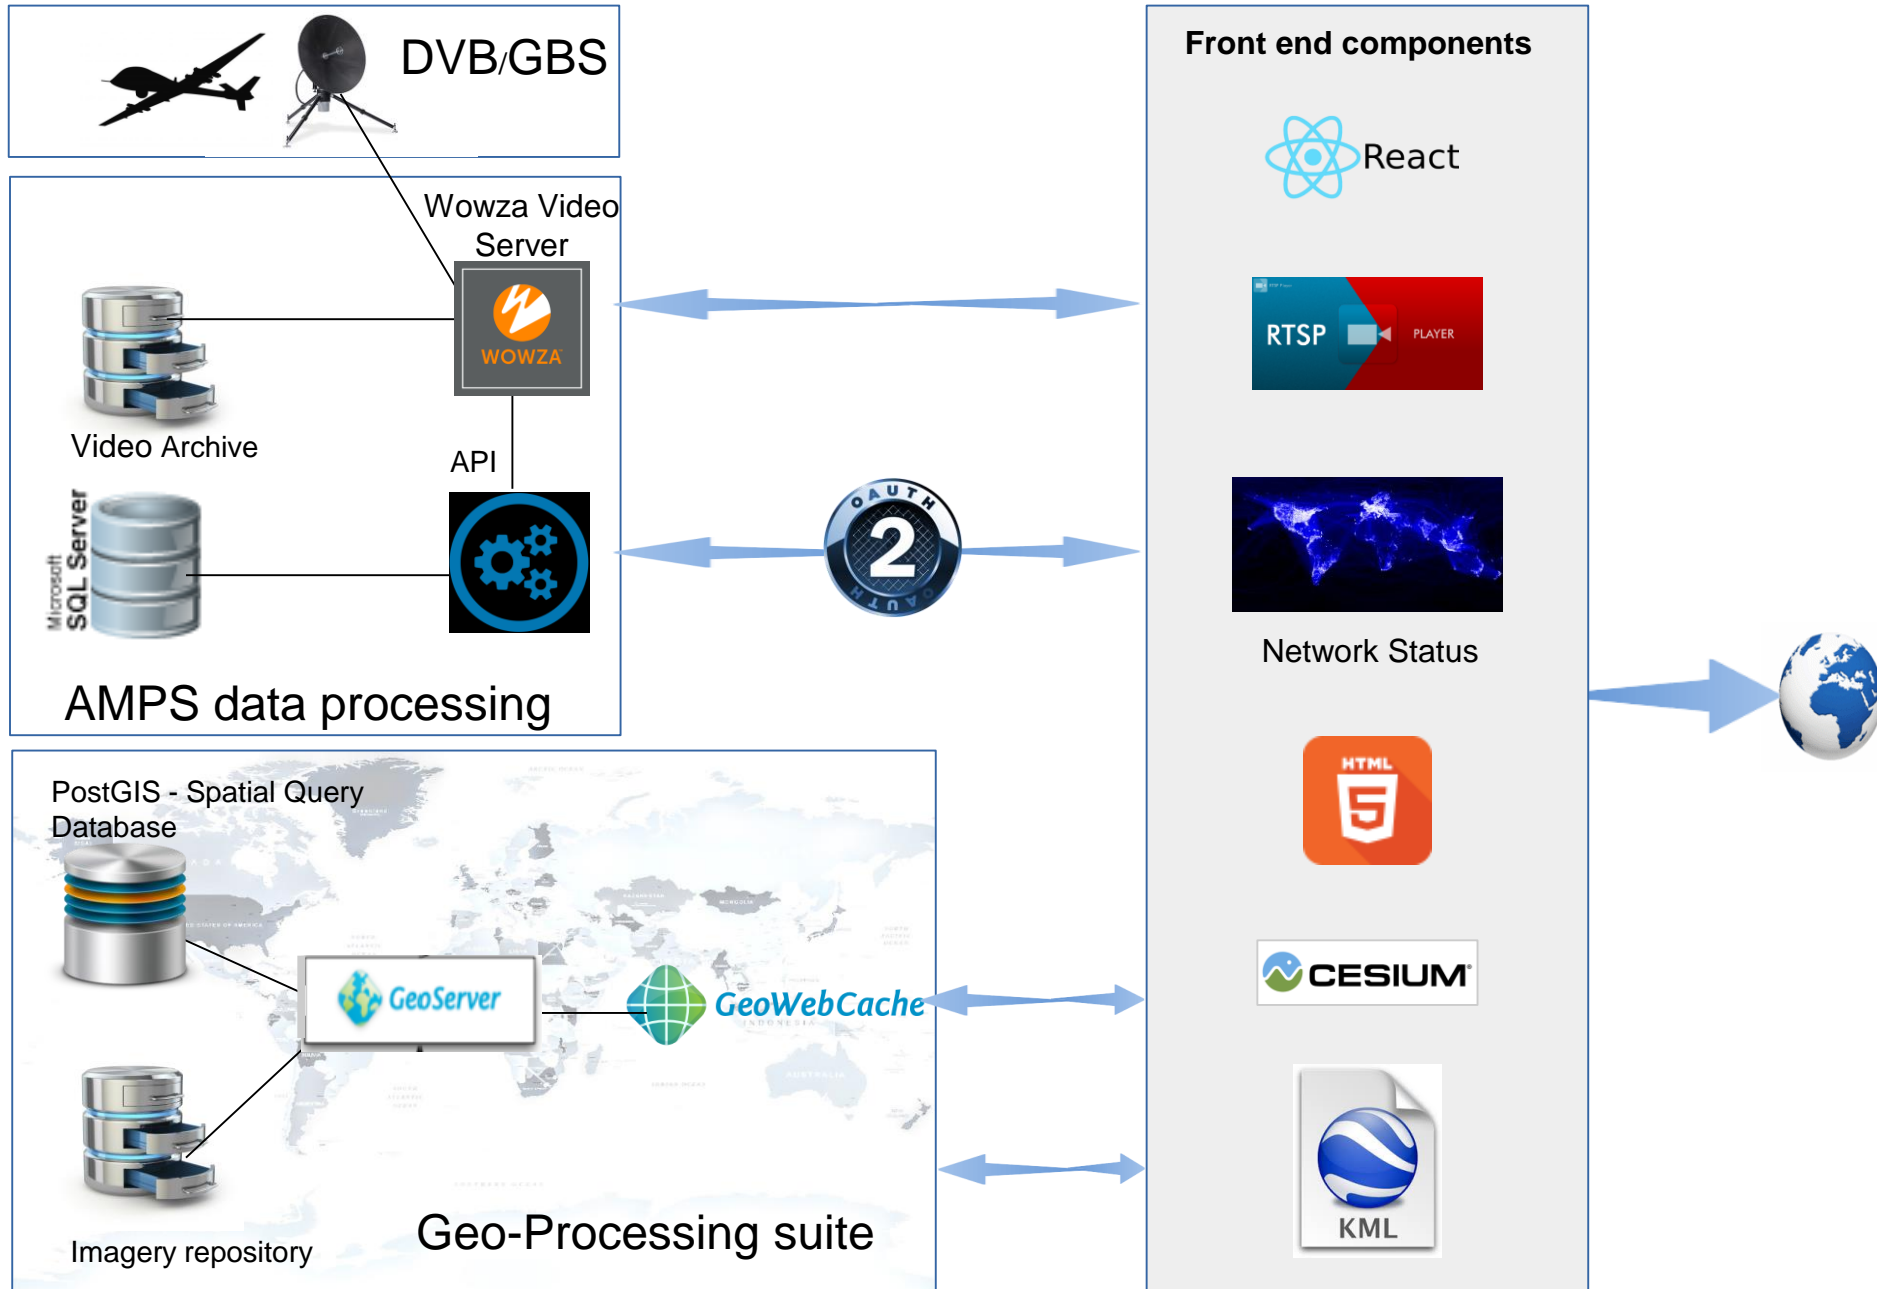 DVB/GBS
Front end components
React
Wowza Video
Server
WOWZA
RTSP
PLAYER
Video Archive
API
Microsoft
SQL Server
OAUTH
2
OAUTH
Network Status
AMPS data processing
HTML
5
PostGIS - Spatial Query
Database
GeoServer
GeoWebCache
INDONESIA
AUSTRALIA
MONGOLIA
CESIUM
KML
Imagery repository
Geo-Processing suite